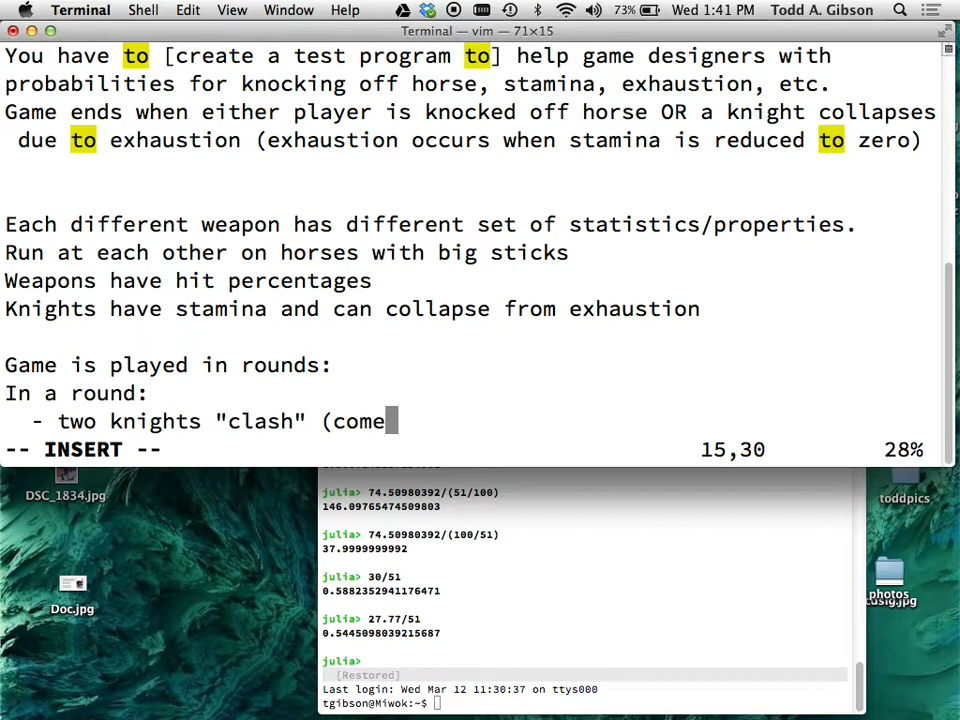 Terminal Shell Edit View Window Help 73% Wed 1:41 PM Todd A. Gibson
Terminal — vim — 71×15
You have to [create a test program to] help game designers with
probabilities for knocking off horse, stamina, exhaustion, etc.
Game ends when either player is knocked off horse OR a knight collapses
due to exhaustion (exhaustion occurs when stamina is reduced to zero)
Each different weapon has different set of statistics/properties.
Run at each other on horses with big sticks
Weapons have hit percentages
Knights have stamina and can collapse from exhaustion
Game is played in rounds:
In a round:
- two knights "clash" (come
-- INSERT -- 15,30 28%
DSC_1834.jpg
toddpics
julia> 74.50980392/(51/100)
146.09765474509803
julia> 74.50980392/(100/51)
37.9999999992
julia> 30/51
0.5882352941176471
Doc.jpg
photos
julia> 27.77/51
0.5445098039215687
julia>
[Restored]
Last login: Wed Mar 12 11:30:37 on ttys000
tgibson@Miwok:~$